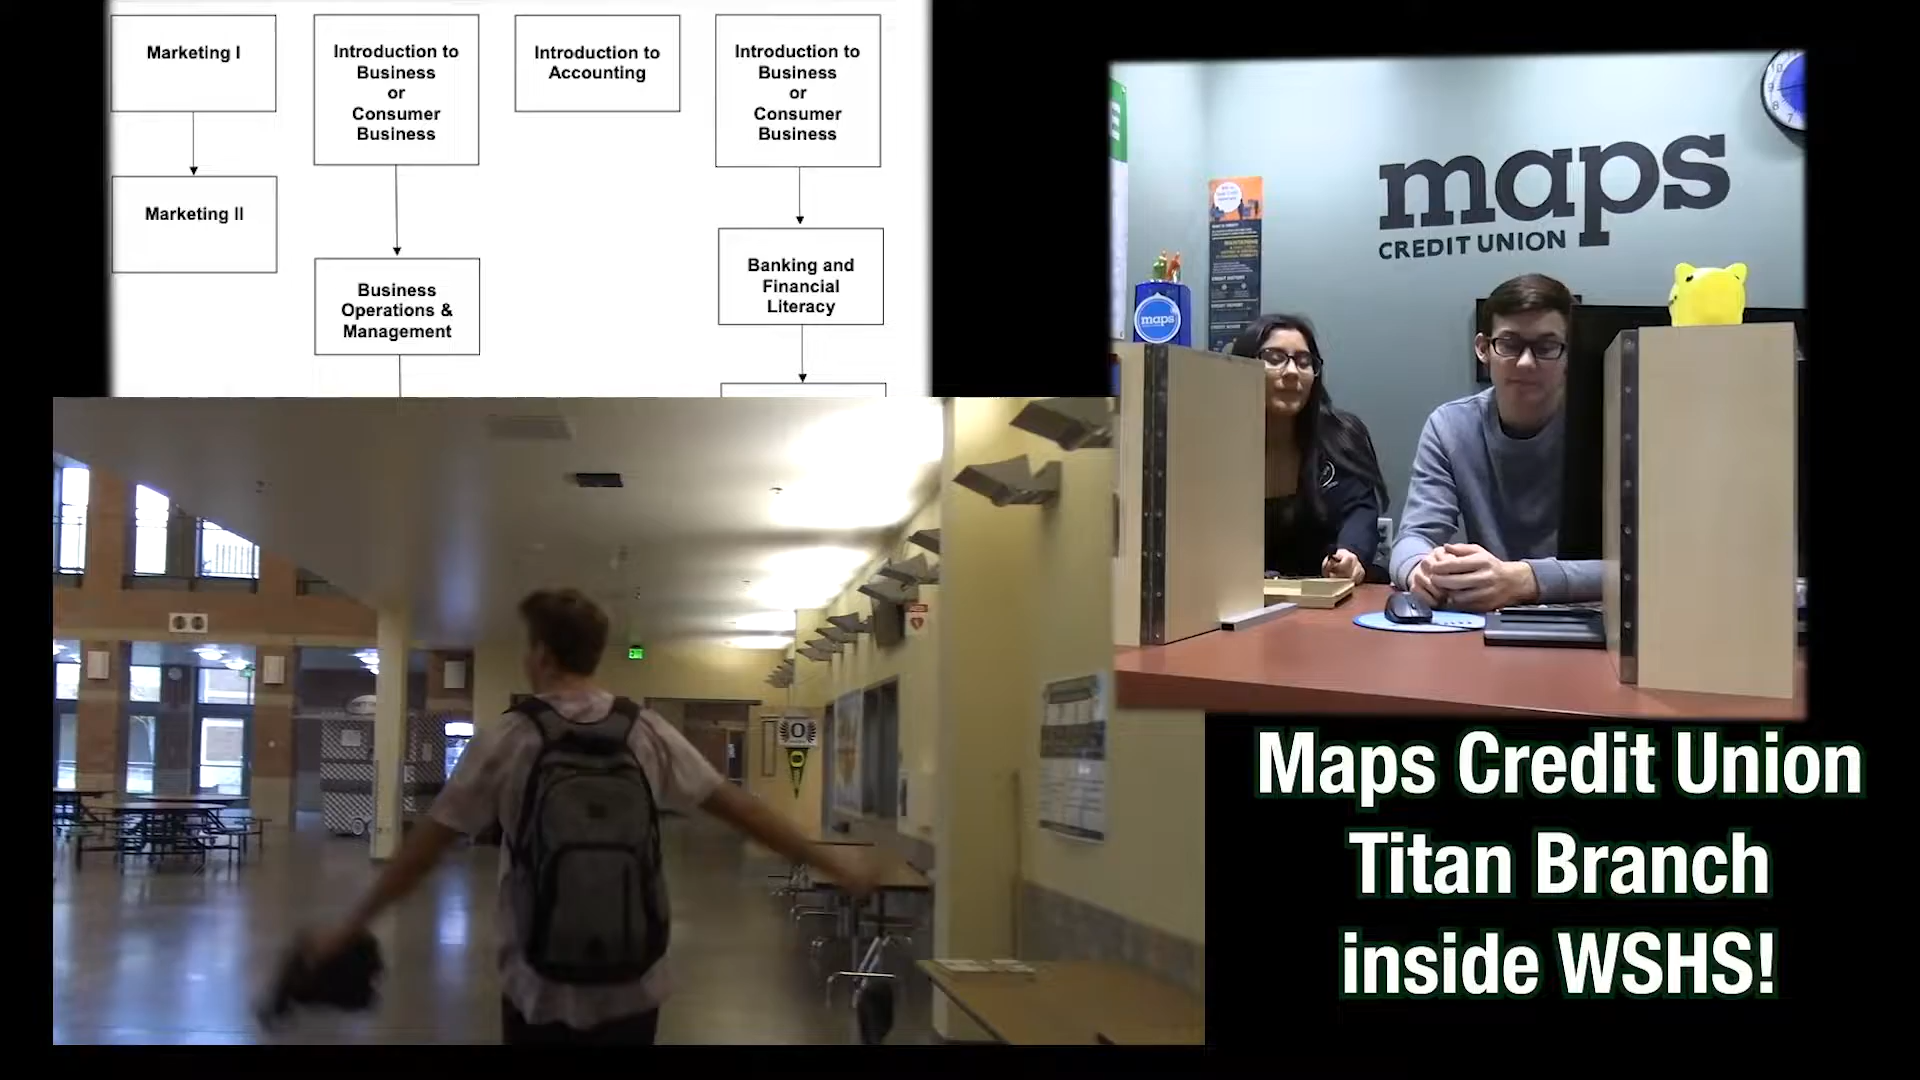 Marketing I
Marketing II
Introduction to
Business
or
Consumer
Business
Business
Operations &
Management
Introduction to
Accounting
Introduction to
Business
or
Consumer
Business
Banking and
Financial
Literacy
maps
CREDIT UNION
maps
EXIT
O
O
Maps Credit Union
Titan Branch
inside WSHS!